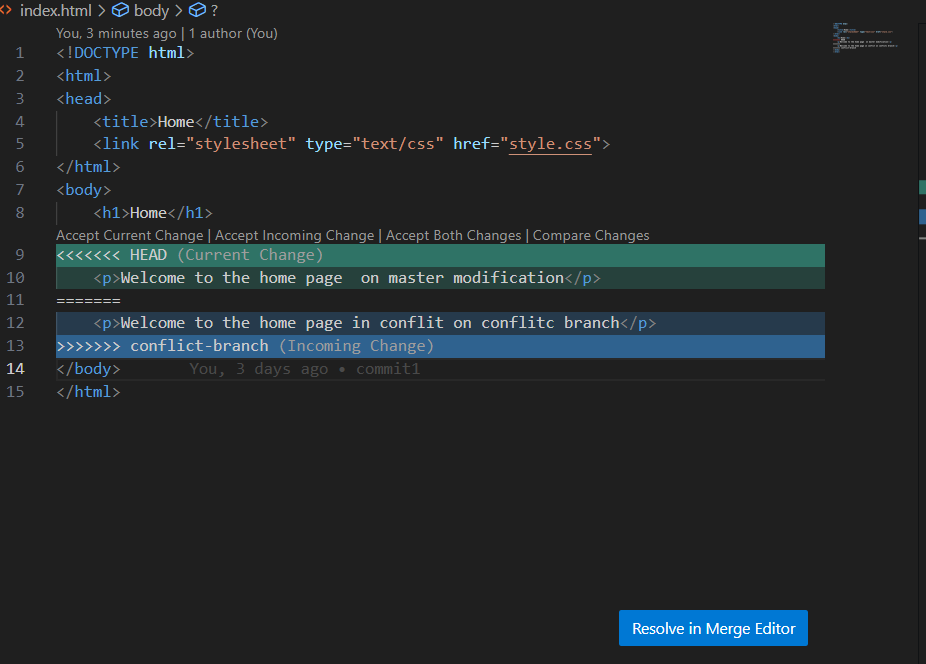 index.html > body > ?
You, 3 minutes ago | 1 author (You)
1 <!DOCTYPE html>
2 <html>
3 <head>
4     <title>Home</title>
5     <link rel="stylesheet" type="text/css" href="style.css">
6 </html>
7 <body>
8     <h1>Home</h1>
Accept Current Change | Accept Incoming Change | Accept Both Changes | Compare Changes
9 <<<<<<< HEAD (Current Change)
10     <p>Welcome to the home page  on master modification</p>
11 =======
12     <p>Welcome to the home page in conflit on conflitc branch</p>
13 >>>>>>> conflict-branch (Incoming Change)
14 </body>        You, 3 days ago • commit1
15 </html>
Resolve in Merge Editor